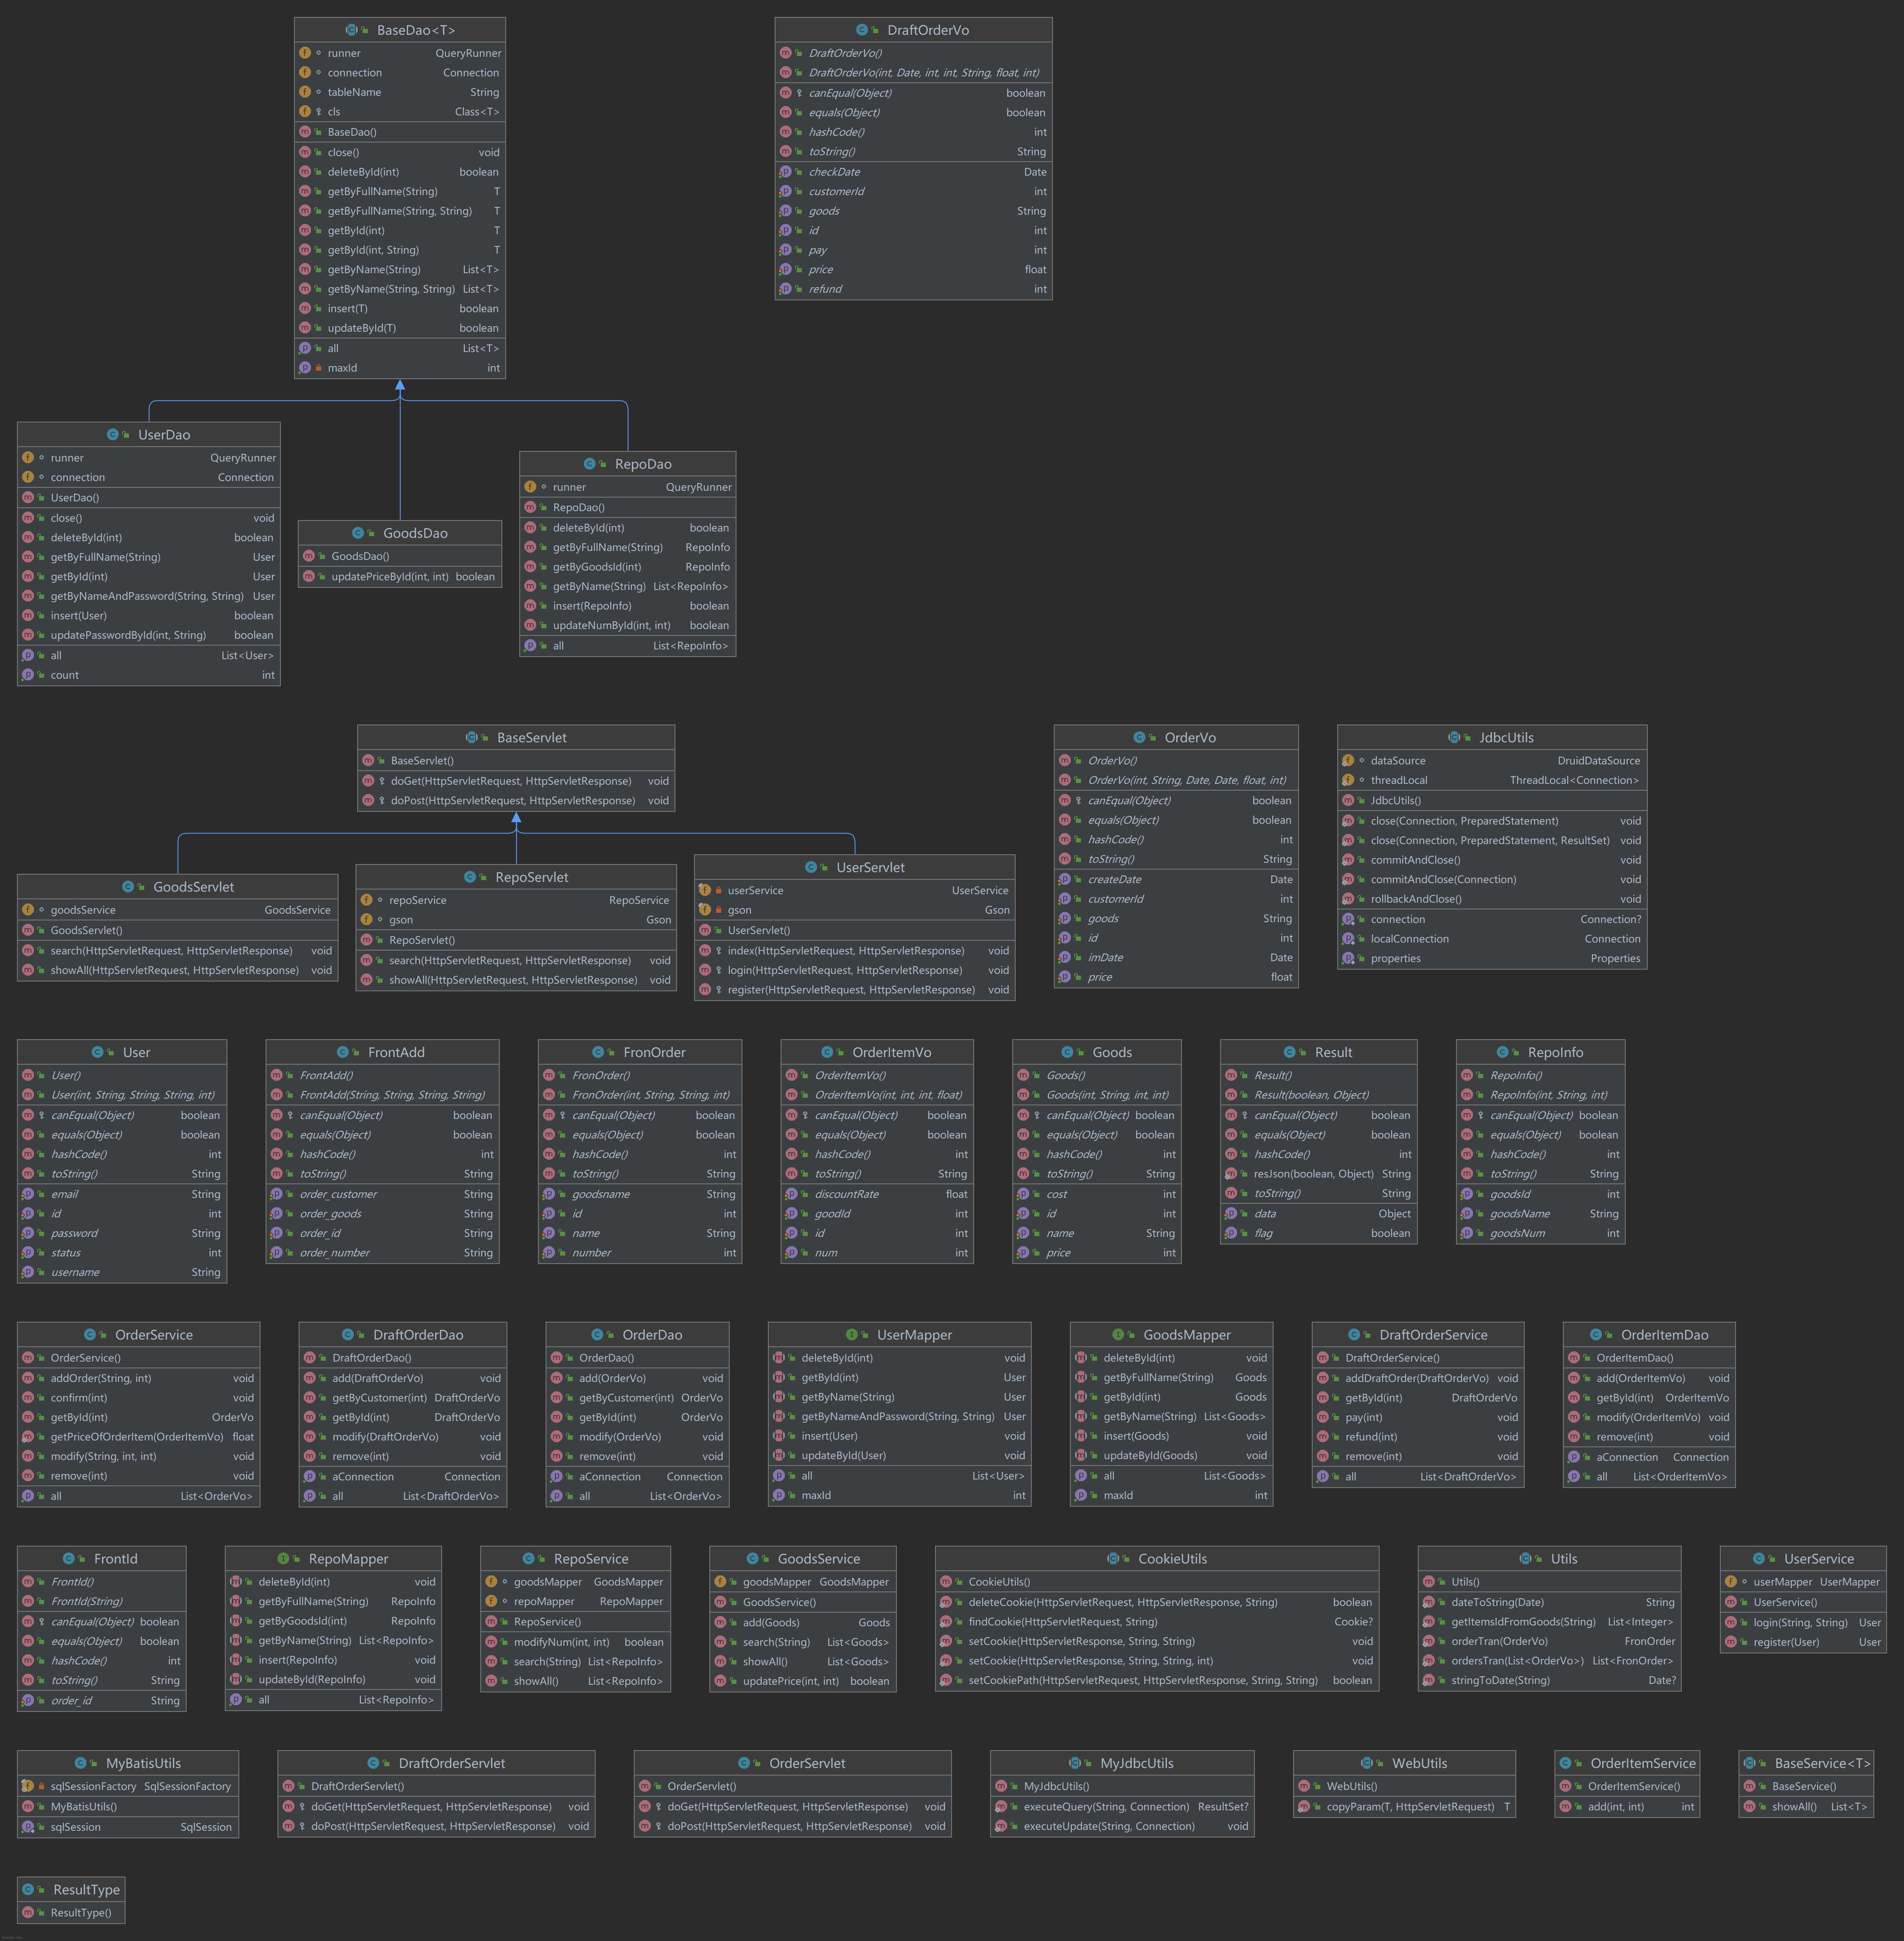 BaseDao<T>
runner QueryRunner
connection Connection
tableName String
cls Class<T>
BaseDao()
close() void
deleteById(int) boolean
getByFullName(String) T
getByFullName(String, String) T
getById(int) T
getById(int, String) T
getByName(String) List<T>
getByName(String, String) List<T>
insert(T) boolean
updateById(T) boolean
all List<T>
maxId int
DraftOrderVo
DraftOrderVo()
DraftOrderVo(int, Date, int, int, String, float, int)
canEqual(Object) boolean
equals(Object) boolean
hashCode() int
toString() String
checkDate Date
customerId int
goods String
id int
pay int
price float
refund int
UserDao
runner QueryRunner
connection Connection
UserDao()
close() void
deleteById(int) boolean
getByFullName(String) User
getById(int) User
getByNameAndPassword(String, String) User
insert(User) boolean
updatePasswordById(int, String) boolean
all List<User>
count int
GoodsDao
GoodsDao()
updatePriceById(int, int) boolean
RepoDao
runner QueryRunner
RepoDao()
deleteById(int) boolean
getByFullName(String) RepoInfo
getByGoodsId(int) RepoInfo
getByName(String) List<RepoInfo>
insert(RepoInfo) boolean
updateNumById(int, int) boolean
all List<RepoInfo>
BaseServlet
BaseServlet()
doGet(HttpServletRequest, HttpServletResponse) void
doPost(HttpServletRequest, HttpServletResponse) void
GoodsServlet
goodsService GoodsService
GoodsServlet()
search(HttpServletRequest, HttpServletResponse) void
showAll(HttpServletRequest, HttpServletResponse) void
RepoServlet
repoService RepoService
gson Gson
RepoServlet()
search(HttpServletRequest, HttpServletResponse) void
showAll(HttpServletRequest, HttpServletResponse) void
UserServlet
userService UserService
gson Gson
UserServlet()
index(HttpServletRequest, HttpServletResponse) void
login(HttpServletRequest, HttpServletResponse) void
register(HttpServletRequest, HttpServletResponse) void
OrderVo
OrderVo()
OrderVo(int, String, Date, Date, float, int)
canEqual(Object) boolean
equals(Object) boolean
hashCode() int
toString() String
createDate Date
customerId int
goods String
id int
imDate Date
price float
JdbcUtils
dataSource DruidDataSource
threadLocal ThreadLocal<Connection>
JdbcUtils()
close(Connection, PreparedStatement) void
close(Connection, PreparedStatement, ResultSet) void
commitAndClose() void
commitAndClose(Connection) void
rollbackAndClose() void
connection Connection?
localConnection Connection
properties Properties
User
User()
User(int, String, String, String, int)
canEqual(Object) boolean
equals(Object) boolean
hashCode() int
toString() String
email String
id int
password String
status int
username String
FrontAdd
FrontAdd()
FrontAdd(String, String, String, String)
canEqual(Object) boolean
equals(Object) boolean
hashCode() int
toString() String
order_customer String
order_goods String
order_id String
order_number String
FronOrder
FronOrder()
FronOrder(int, String, String, int)
canEqual(Object) boolean
equals(Object) boolean
hashCode() int
toString() String
goodsname String
id int
name String
number int
OrderItemVo
OrderItemVo()
OrderItemVo(int, int, int, float)
canEqual(Object) boolean
equals(Object) boolean
hashCode() int
toString() String
discountRate float
goodId int
id int
num int
Goods
Goods()
Goods(int, String, int, int)
canEqual(Object) boolean
equals(Object) boolean
hashCode() int
toString() String
cost int
id int
name String
price int
Result
Result()
Result(boolean, Object)
canEqual(Object) boolean
equals(Object) boolean
hashCode() int
resJson(boolean, Object) String
toString() String
data Object
flag boolean
RepoInfo
RepoInfo()
RepoInfo(int, String, int)
canEqual(Object) boolean
equals(Object) boolean
hashCode() int
toString() String
goodsId int
goodsName String
goodsNum int
OrderService
OrderService()
addOrder(String, int) void
confirm(int) void
getById(int) OrderVo
getPriceOfOrderItem(OrderItemVo) float
modify(String, int, int) void
remove(int) void
all List<OrderVo>
DraftOrderDao
DraftOrderDao()
add(DraftOrderVo) void
getByCustomer(int) DraftOrderVo
getById(int) DraftOrderVo
modify(DraftOrderVo) void
remove(int) void
aConnection Connection
all List<DraftOrderVo>
OrderDao
OrderDao()
add(OrderVo) void
getByCustomer(int) OrderVo
getById(int) OrderVo
modify(OrderVo) void
remove(int) void
aConnection Connection
all List<OrderVo>
UserMapper
deleteById(int) void
getById(int) User
getByName(String) User
getByNameAndPassword(String, String) User
insert(User) void
updateById(User) void
all List<User>
maxId int
GoodsMapper
deleteById(int) void
getByFullName(String) Goods
getById(int) Goods
getByName(String) List<Goods>
insert(Goods) void
updateById(Goods) void
all List<Goods>
maxId int
DraftOrderService
DraftOrderService()
addDraftOrder(DraftOrderVo) void
getById(int) DraftOrderVo
pay(int) void
refund(int) void
remove(int) void
all List<DraftOrderVo>
OrderItemDao
OrderItemDao()
add(OrderItemVo) void
getById(int) OrderItemVo
modify(OrderItemVo) void
remove(int) void
aConnection Connection
all List<OrderItemVo>
FrontId
FrontId()
FrontId(String)
canEqual(Object) boolean
equals(Object) boolean
hashCode() int
toString() String
order_id String
RepoMapper
deleteById(int) void
getByFullName(String) RepoInfo
getByGoodsId(int) RepoInfo
getByName(String) List<RepoInfo>
insert(RepoInfo) void
updateById(RepoInfo) void
all List<RepoInfo>
RepoService
goodsMapper GoodsMapper
repoMapper RepoMapper
RepoService()
modifyNum(int, int) boolean
search(String) List<RepoInfo>
showAll() List<RepoInfo>
GoodsService
goodsMapper GoodsMapper
GoodsService()
add(Goods) Goods
search(String) List<Goods>
showAll() List<Goods>
updatePrice(int, int) boolean
CookieUtils
CookieUtils()
deleteCookie(HttpServletRequest, HttpServletResponse, String) boolean
findCookie(HttpServletRequest, String) Cookie?
setCookie(HttpServletResponse, String, String) void
setCookie(HttpServletResponse, String, String, int) void
setCookiePath(HttpServletRequest, HttpServletResponse, String, String) boolean
Utils
Utils()
dateToString(Date) String
getItemsIdFromGoods(String) List<Integer>
orderTran(OrderVo) FronOrder
ordersTran(List<OrderVo>) List<FronOrder>
stringToDate(String) Date?
UserService
userMapper UserMapper
UserService()
login(String, String) User
register(User) User
MyBatisUtils
sqlSessionFactory SqlSessionFactory
MyBatisUtils()
sqlSession SqlSession
DraftOrderServlet
DraftOrderServlet()
doGet(HttpServletRequest, HttpServletResponse) void
doPost(HttpServletRequest, HttpServletResponse) void
OrderServlet
OrderServlet()
doGet(HttpServletRequest, HttpServletResponse) void
doPost(HttpServletRequest, HttpServletResponse) void
MyJdbcUtils
MyJdbcUtils()
executeQuery(String, Connection) ResultSet?
executeUpdate(String, Connection) void
WebUtils
WebUtils()
copyParam(T, HttpServletRequest) T
OrderItemService
OrderItemService()
add(int, int) int
BaseService<T>
BaseService()
showAll() List<T>
ResultType
ResultType()